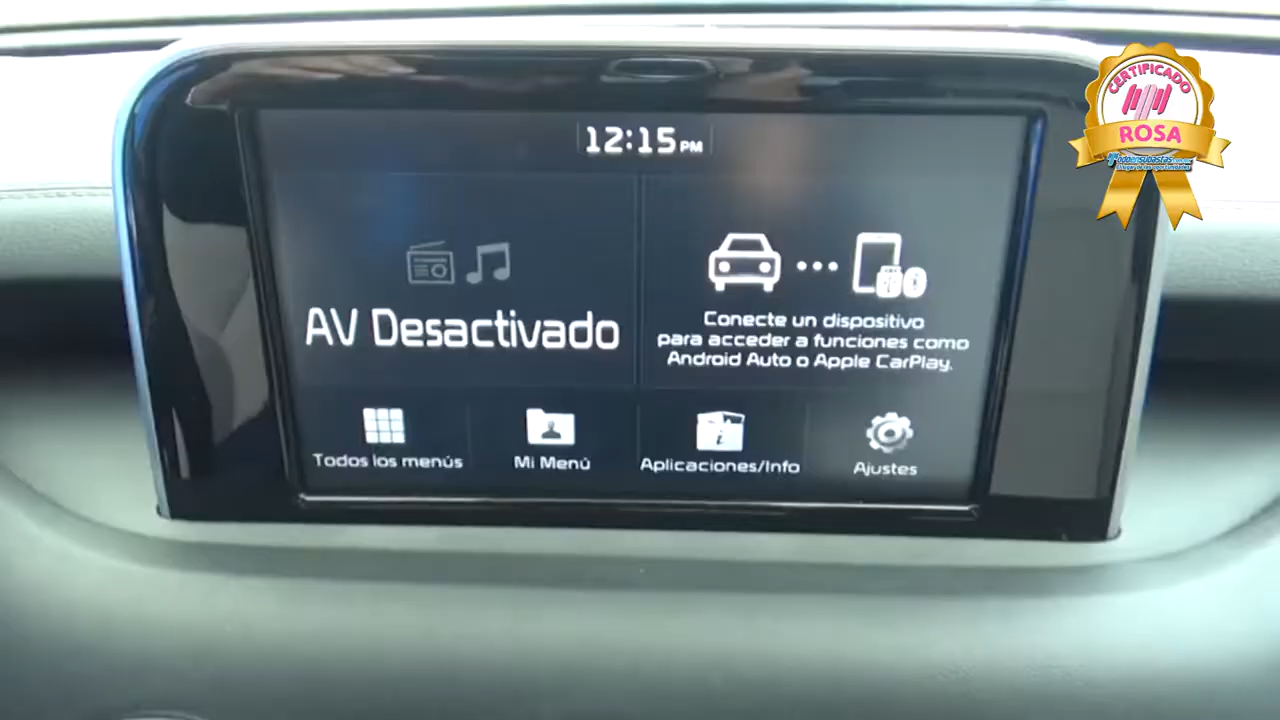 12:15 PM
AV Desactivado
Conecte un dispositivo
para acceder a funciones como
Android Auto o Apple CarPlay.
Todos los menús
Mi Menú
Aplicaciones/Info
Ajustes
CERTIFICADO
ROSA